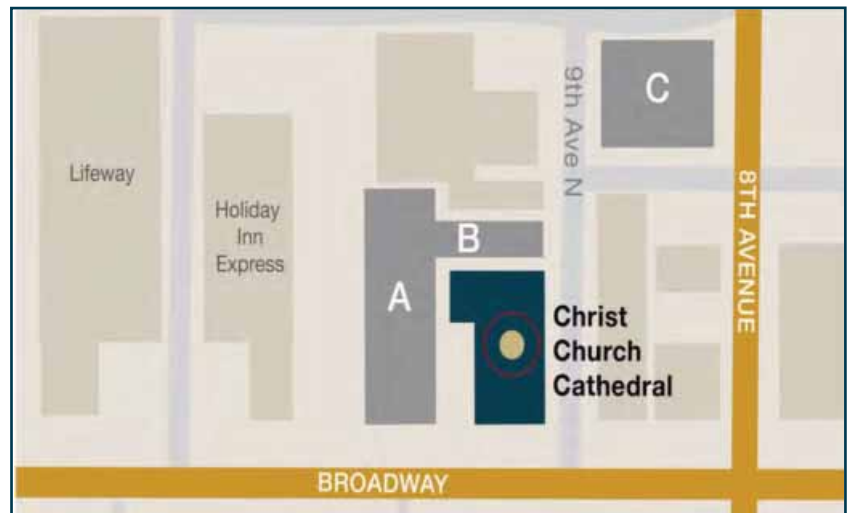 Lifeway
Holiday
Inn
Express
A
B
C
9th Ave N
8TH AVENUE
Christ
Church
Cathedral
BROADWAY